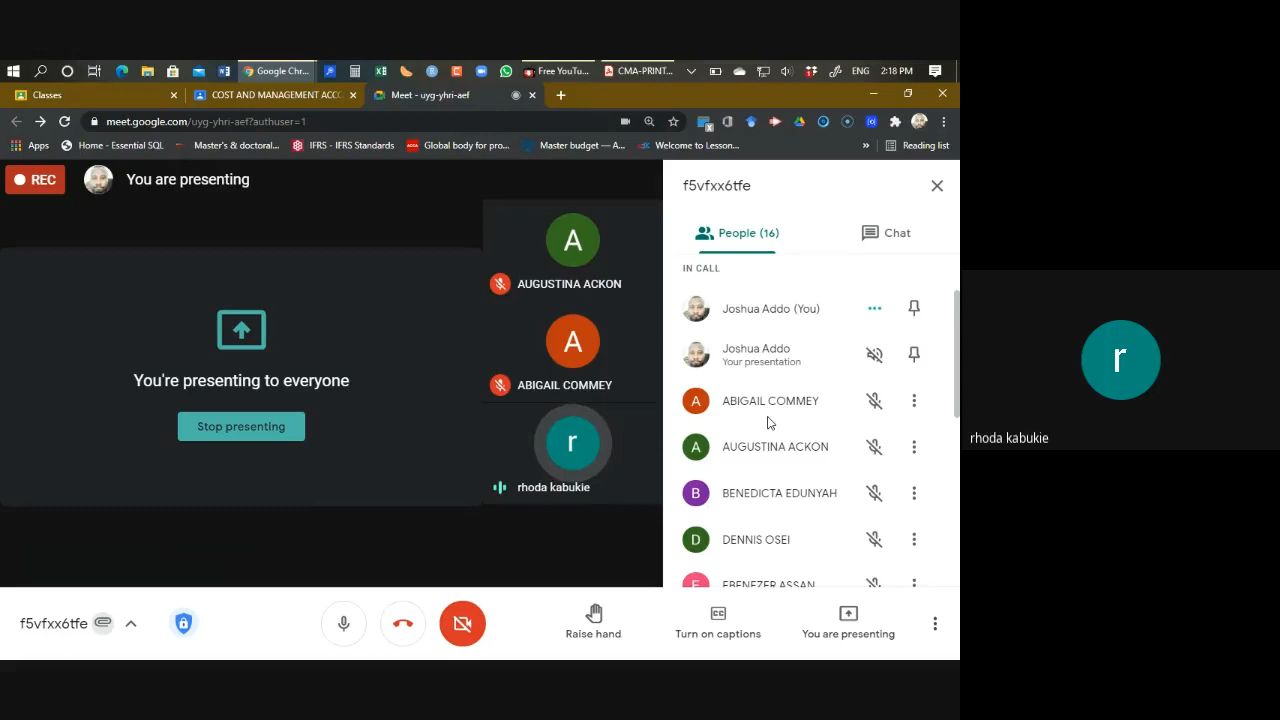 Google Chr...
Free YouTu...
CMA-PRINT...
ENG
2:18 PM
Classes
COST AND MANAGEMENT ACCC
Meet - uyg-yhri-aef
meet.google.com/uyg-yhri-aef?authuser=1
Apps
Home - Essential SQL
Master's & doctoral...
IFRS - IFRS Standards
Global body for pro...
Master budget — A...
Welcome to Lesson...
»
Reading list
REC
You are presenting
f5vfxx6tfe
People (16)
Chat
IN CALL
A
AUGUSTINA ACKON
A
ABIGAIL COMMEY
r
rhoda kabukie
You're presenting to everyone
Stop presenting
Joshua Addo (You)
Joshua Addo
Your presentation
A
ABIGAIL COMMEY
A
AUGUSTINA ACKON
B
BENEDICTA EDUNYAH
D
DENNIS OSEI
E
EBENEZER ASSAN
f5vfxx6tfe
Raise hand
Turn on captions
You are presenting
r
rhoda kabukie